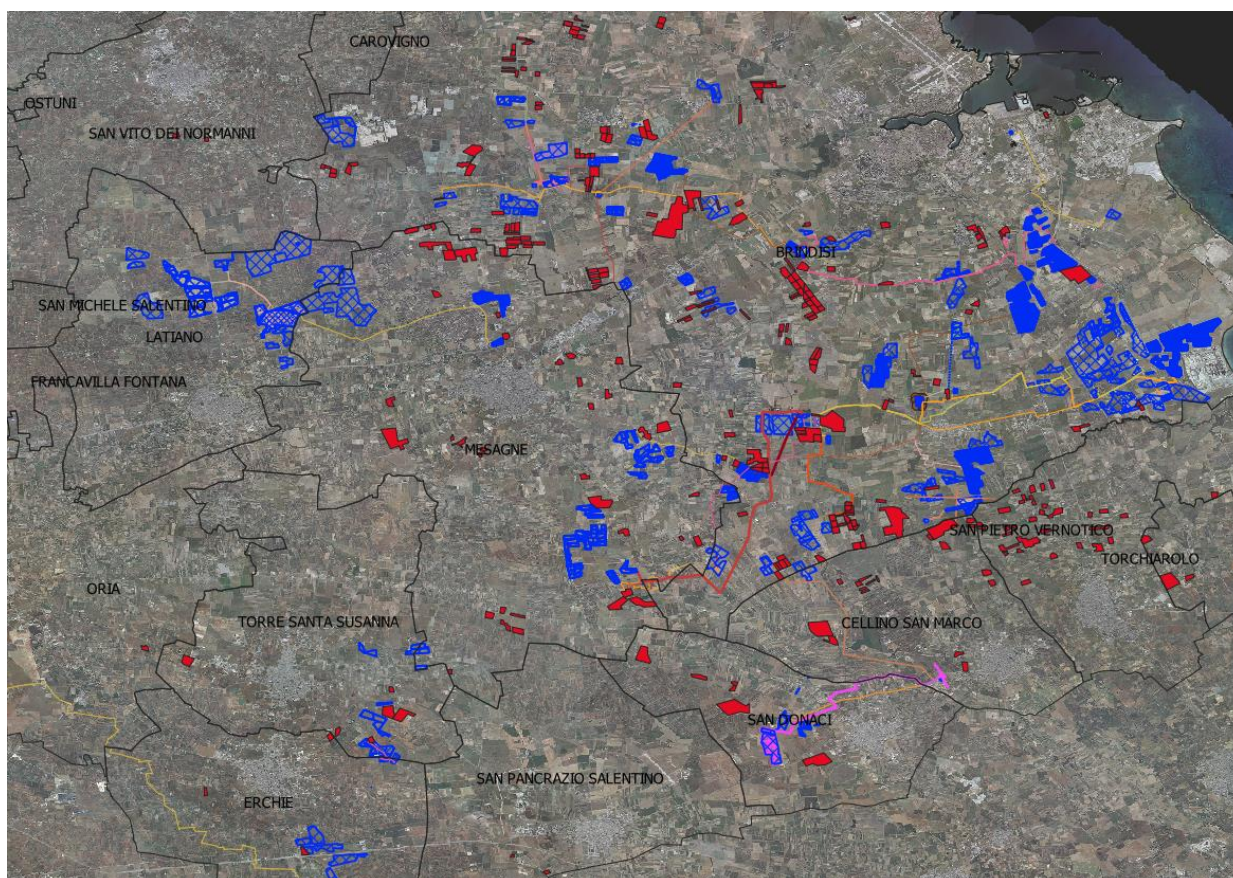 CAROVIGNO
OSTUNI
SAN VITO DEI NORMANNI
BRINDISI
SAN MICHELE SALENTINO
LATIANO
FRANCAVILLA FONTANA
MESAGNE
SAN PIETRO VERNOTICO
TORCHIAROLO
ORIA
TORRE SANTA SUSANNA
CELLINO SAN MARCO
SAN DONACI
SAN PANCRAZIO SALENTINO
ERCHIE